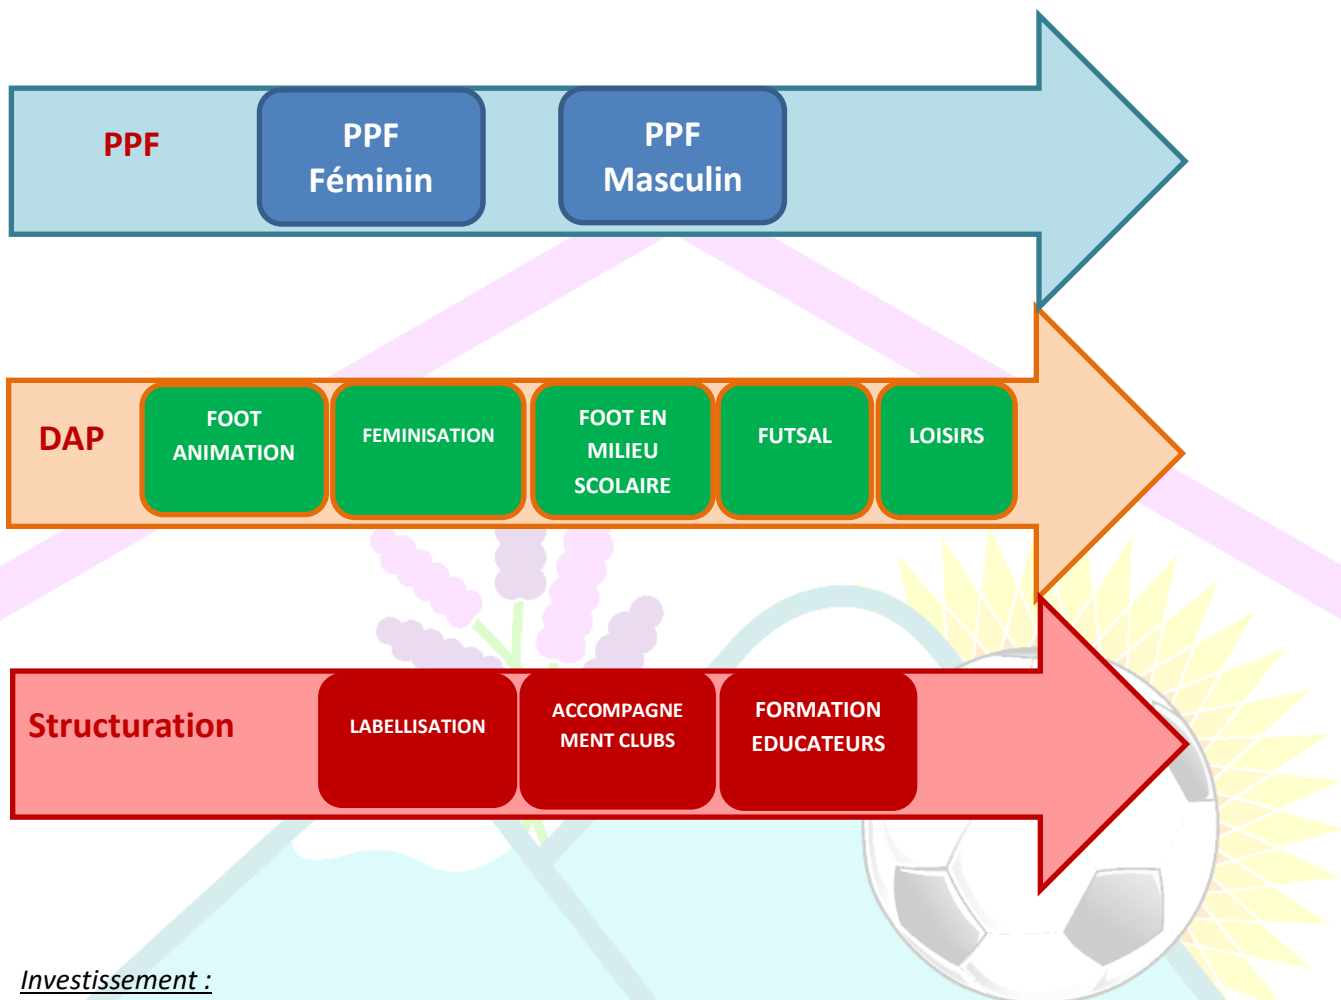 PPF
PPF
Féminin
PPF
Masculin
DAP
FOOT
ANIMATION
FEMINISATION
FOOT EN
MILIEU
SCOLAIRE
FUTSAL
LOISIRS
Structuration
LABELLISATION
ACCOMPAGNE
MENT CLUBS
FORMATION
EDUCATEURS
Investissement :